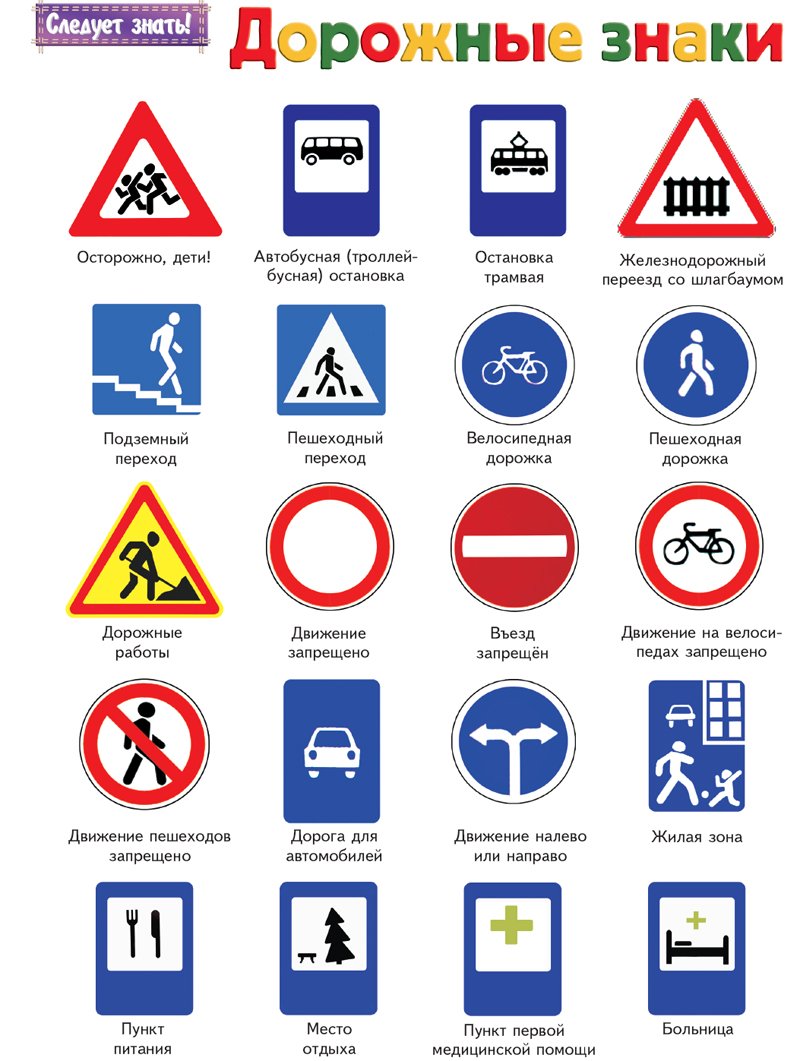 Следует знать!
Дорожные знаки
Осторожно, дети!
Автобусная (троллей-
бусная) остановка
Остановка
трамвая
Железнодорожный
переезд со шлагбаумом
Подземный
переход
Пешеходный
переход
Велосипедная
дорожка
Пешеходная
дорожка
Дорожные
работы
Движение
запрещено
Въезд
запрещён
Движение на велоси-
педах запрещено
Движение пешеходов
запрещено
Дорога для
автомобилей
Движение налево
или направо
Жилая зона
Пункт
питания
Место
отдыха
Пункт первой
медицинской помощи
Больница